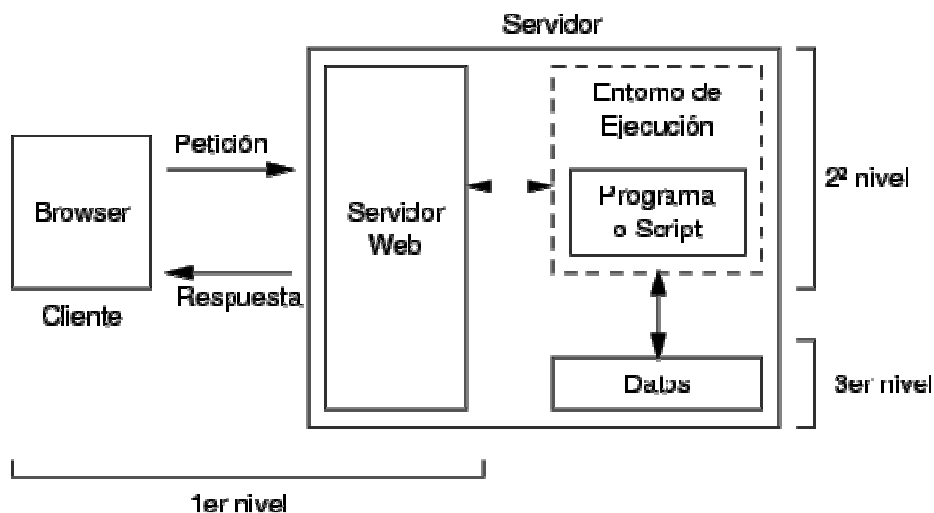 Servidor
Entorno de
Ejecución
Petición
Browser
Servidor
Web
Programa
o Script
2º nivel
Respuesta
Cliente
Datos
3er nivel
1er nivel